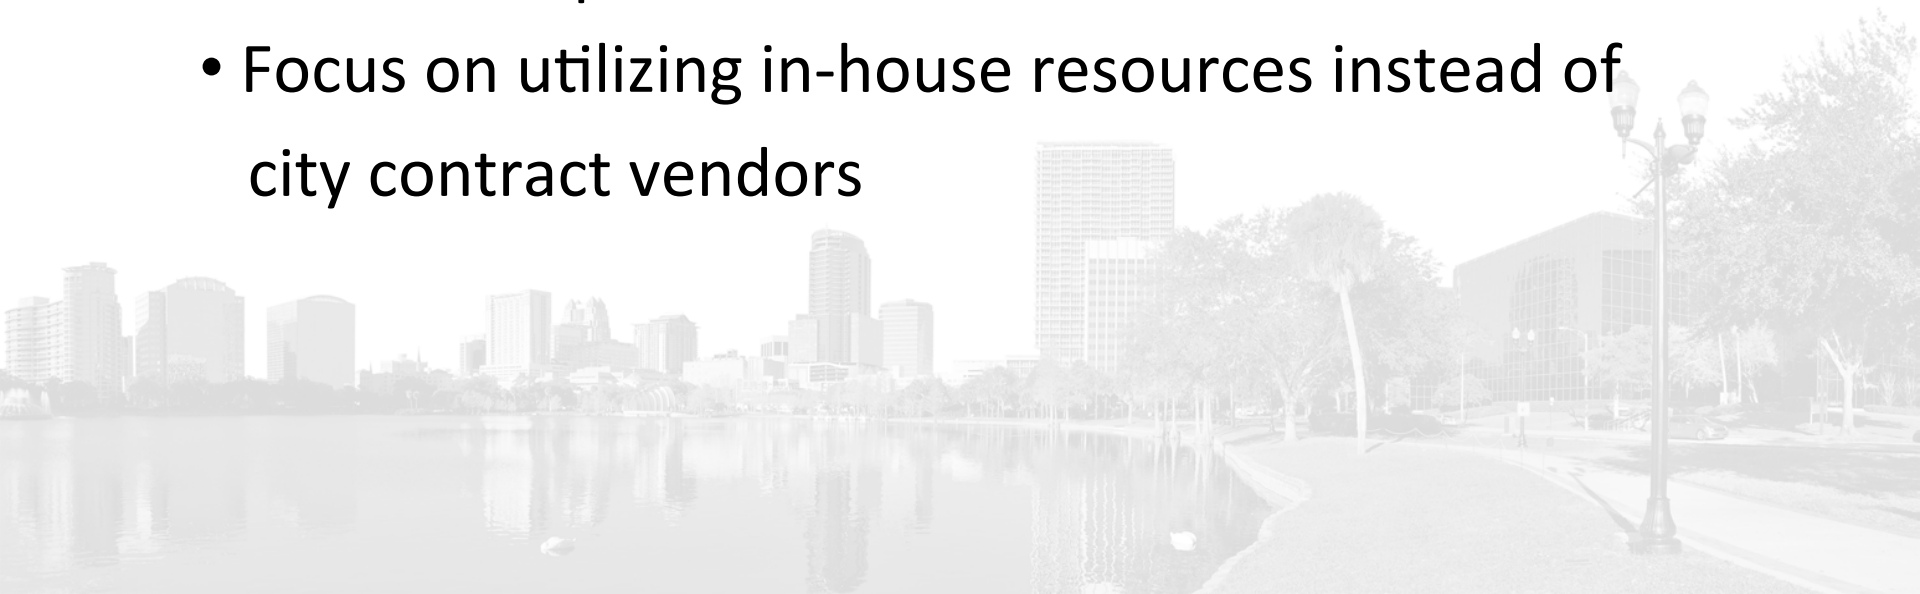 • Focus on utilizing in-house resources instead of
city contract vendors